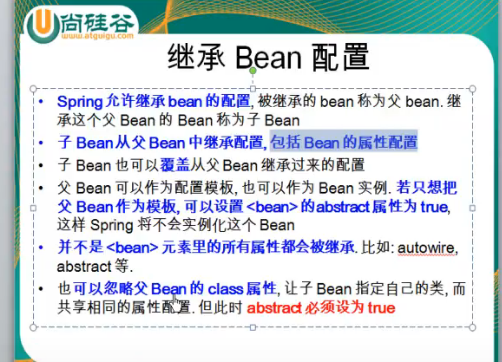 尚硅谷
www.atguigu.com
继承 Bean 配置
• Spring 允许继承 bean 的配置, 被继承的 bean 称为父 bean. 继
承这个父 Bean 的 Bean 称为子 Bean
• 子 Bean 从父 Bean 中继承配置, 包括 Bean 的属性配置
• 子 Bean 也可以覆盖从父 Bean 继承过来的配置
• 父 Bean 可以作为配置模板, 也可以作为 Bean 实例. 若只想把
父 Bean 作为模板, 可以设置 <bean> 的abstract 属性为 true,
这样 Spring 将不会实例化这个 Bean
• 并不是 <bean> 元素里的所有属性都会被继承. 比如: autowire,
abstract 等.
• 也可以忽略父 Bean 的 class 属性, 让子 Bean 指定自己的类, 而
共享相同的属性配置. 但此时 abstract 必须设为 true